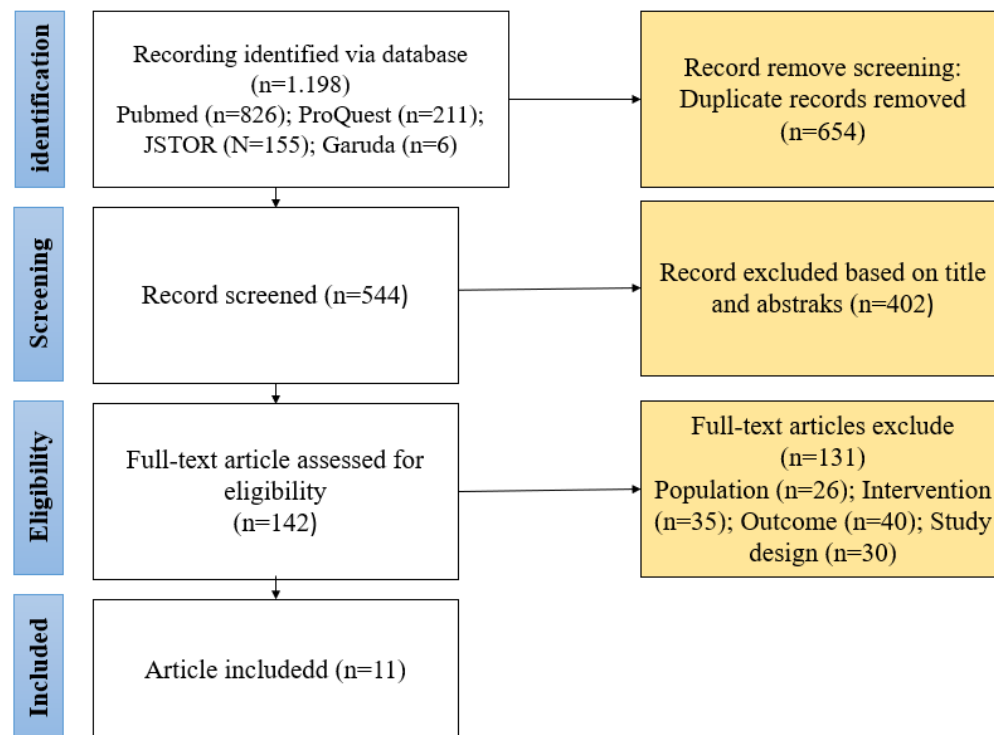 identification
Recording identified via database
(n=1.198)
Pubmed (n=826); ProQuest (n=211);
JSTOR (N=155); Garuda (n=6)
Record remove screening:
Duplicate records removed
(n=654)
Screening
Record screened (n=544)
Record excluded based on title
and abstraks (n=402)
Eligibility
Full-text article assessed for
eligibility
(n=142)
Full-text articles exclude
(n=131)
Population (n=26); Intervention
(n=35); Outcome (n=40); Study
design (n=30)
Included
Article includedd (n=11)